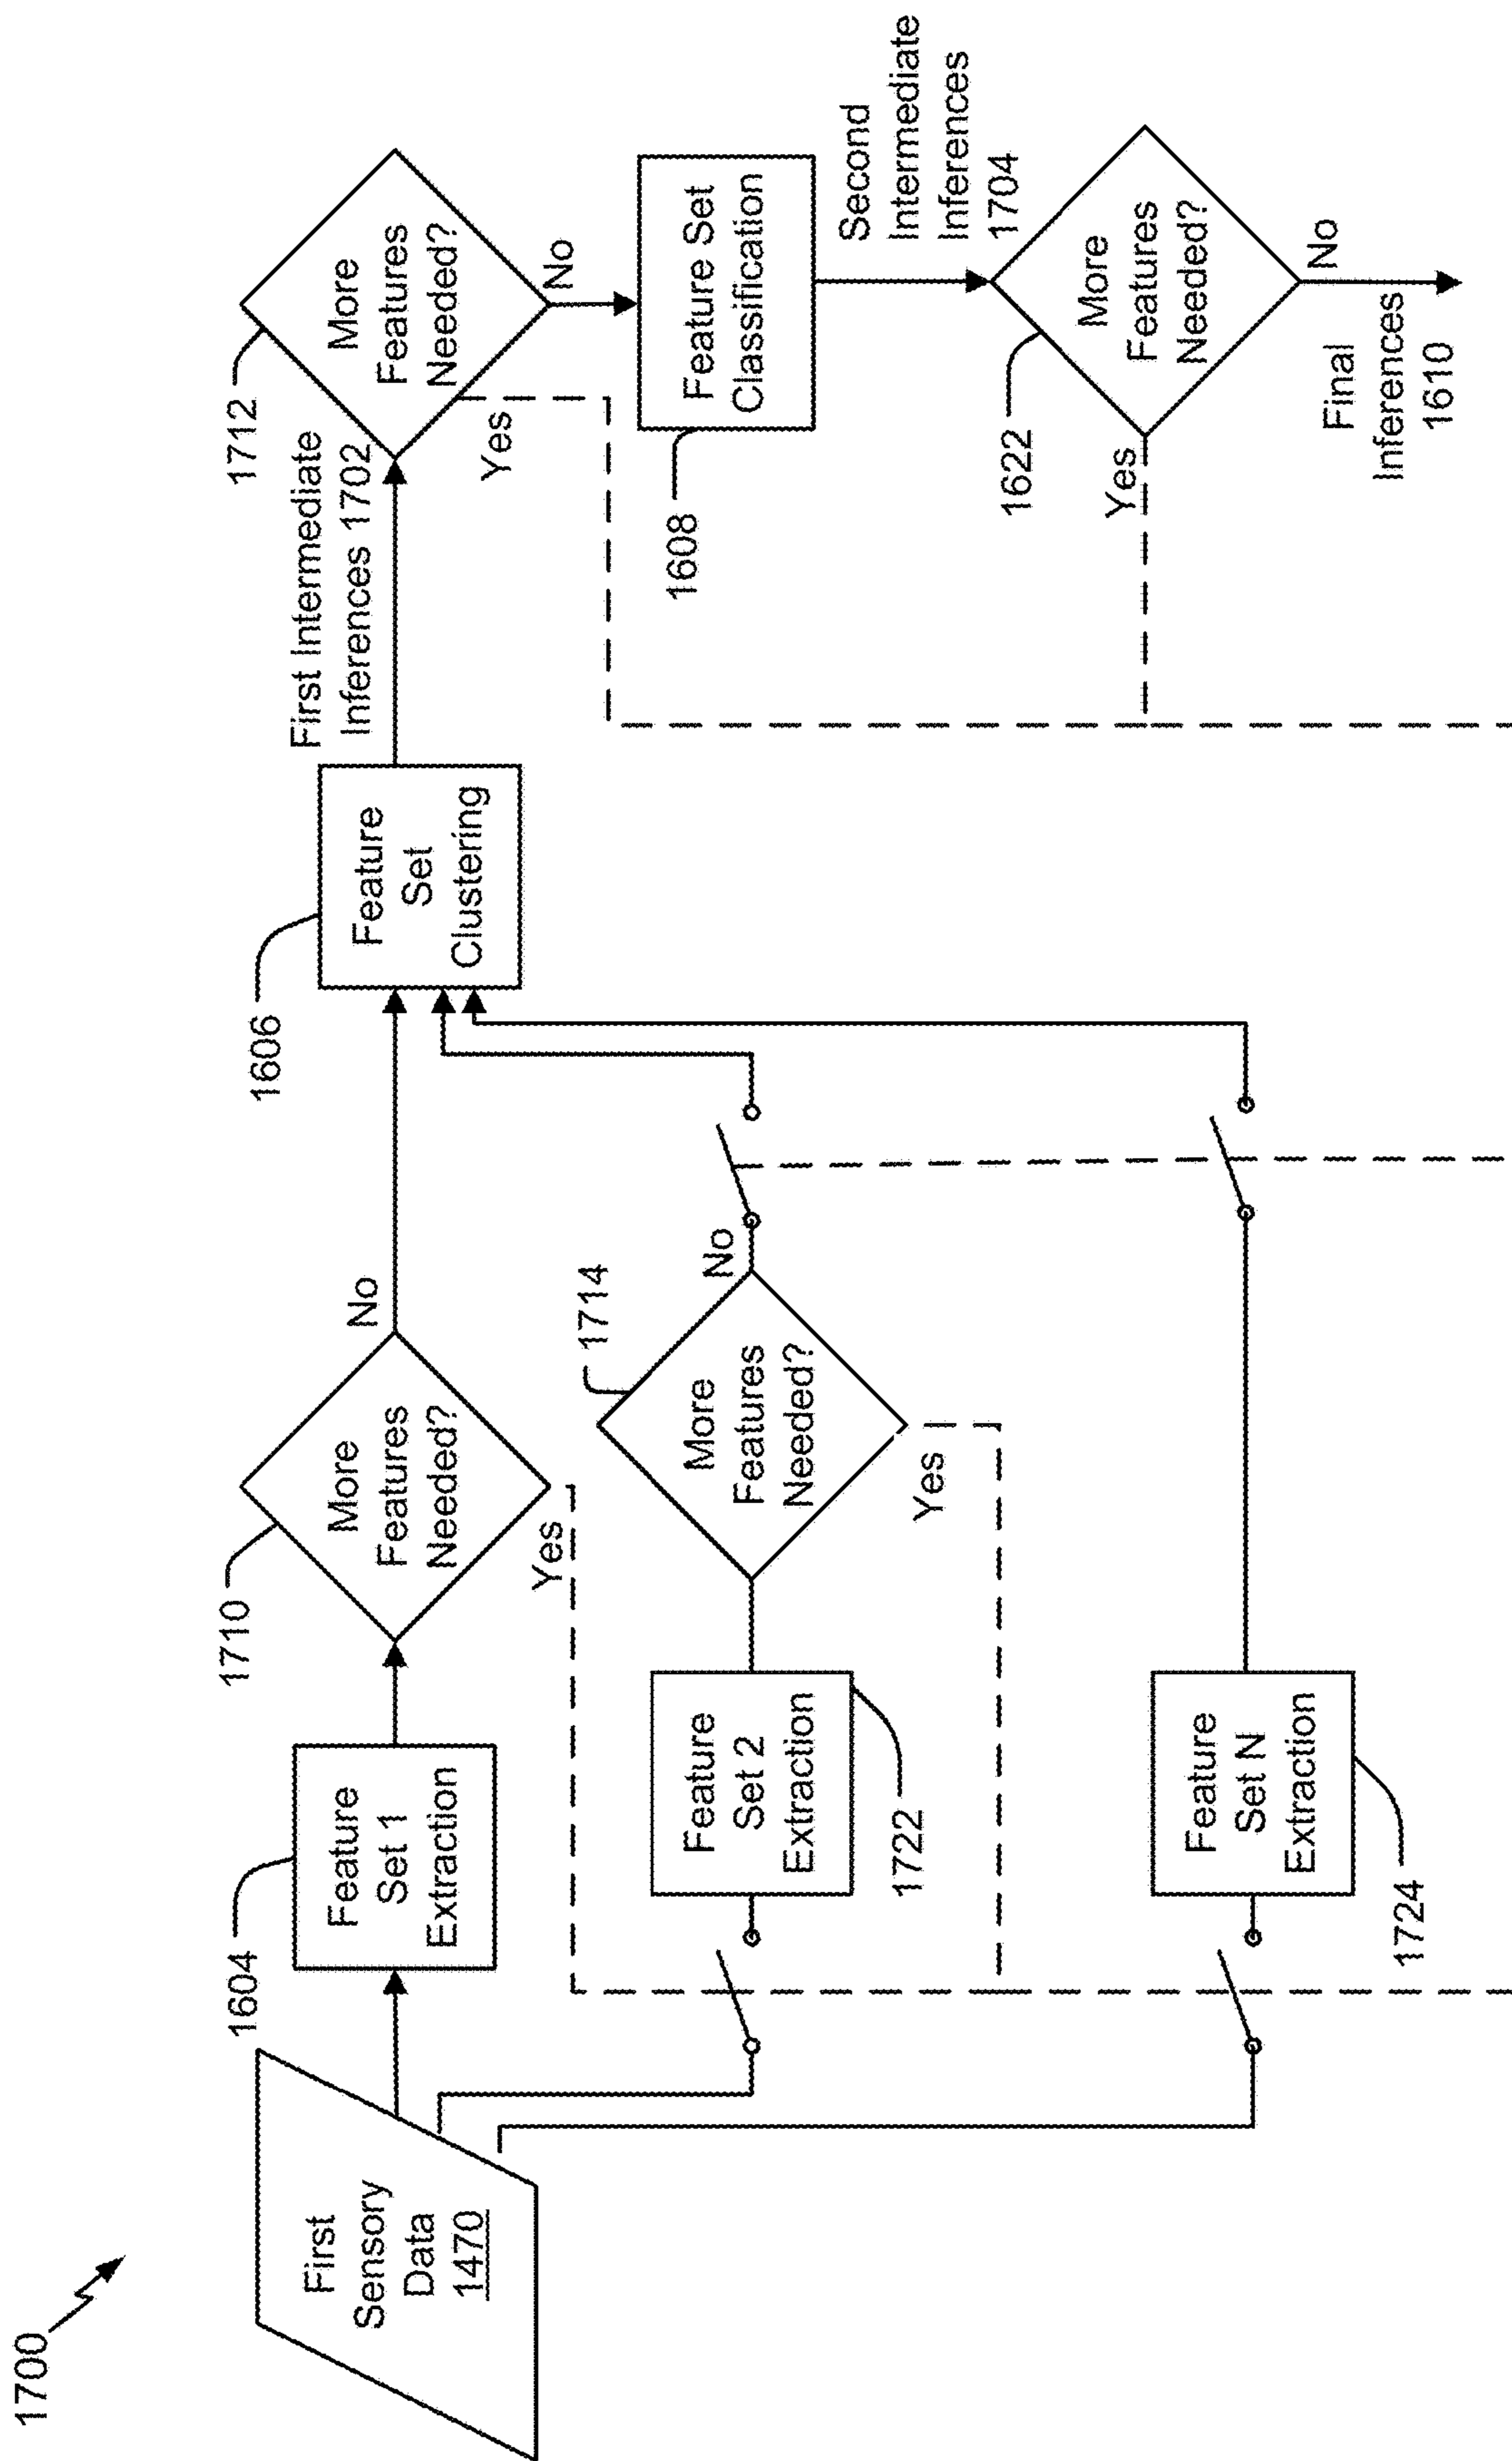 1700
First
Sensory
Data
1470
1604
Feature
Set 1
Extraction
1710
More
Features
Needed?
No
Yes
1606
Feature
Set
Clustering
First Intermediate
Inferences 1702
1712
More
Features
Needed?
Yes
No
1608
Feature Set
Classification
Second
Intermediate
Inferences
1704
1622
More
Features
Needed?
Yes
No
Final
Inferences
1610
Feature
Set 2
Extraction
1722
1714
More
Features
Needed?
No
Yes
Feature
Set N
Extraction
1724